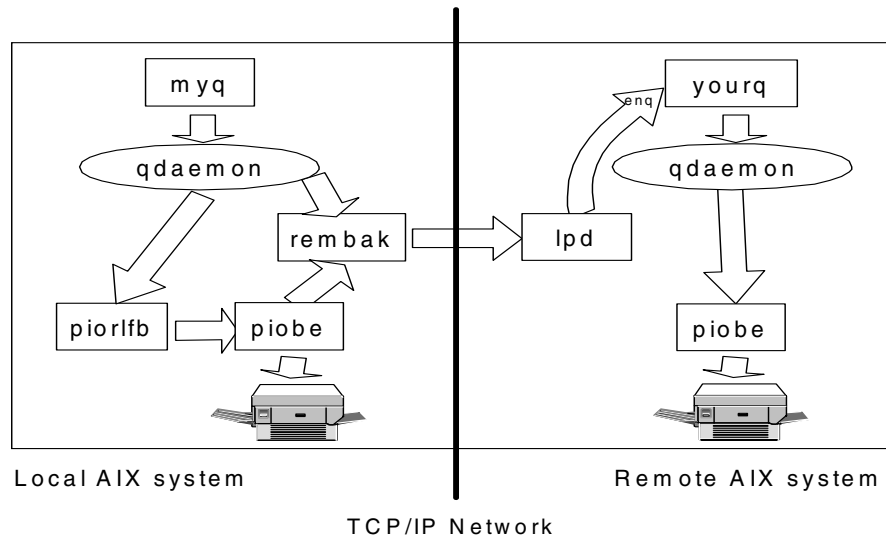 myq
enq
yourq
qdaemon
qdaemon
rembak
lpd
piorlfb
piobe
piobe
Local AIX system
Remote AIX system
TCP/IP Network